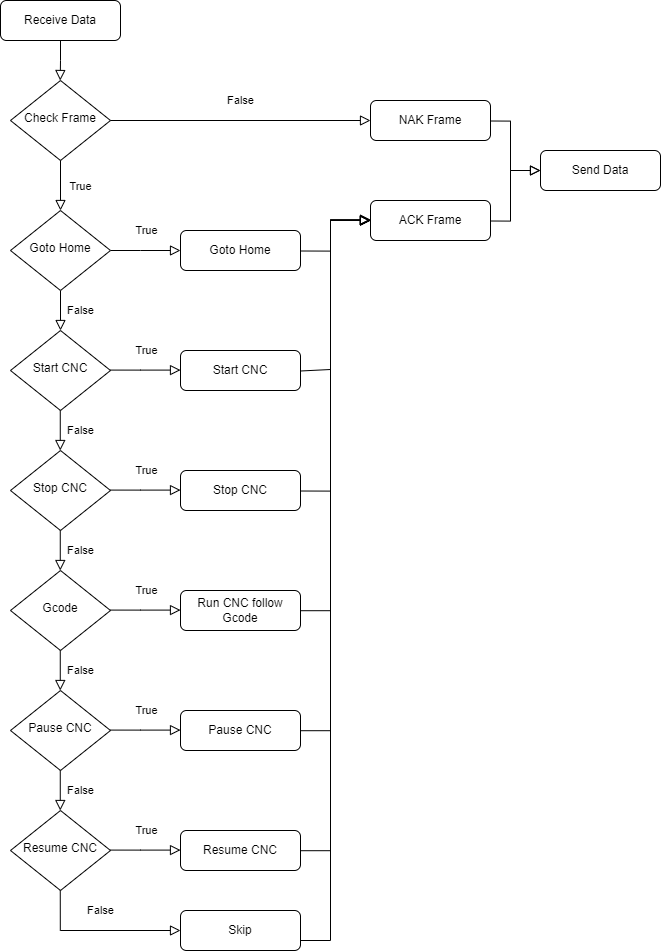 Receive Data
Check Frame
False
NAK Frame
Send Data
True
ACK Frame
Goto Home
True
Goto Home
False
Start CNC
True
Start CNC
False
Stop CNC
True
Stop CNC
False
Gcode
True
Run CNC follow
Gcode
False
Pause CNC
True
Pause CNC
False
Resume CNC
True
Resume CNC
False
Skip